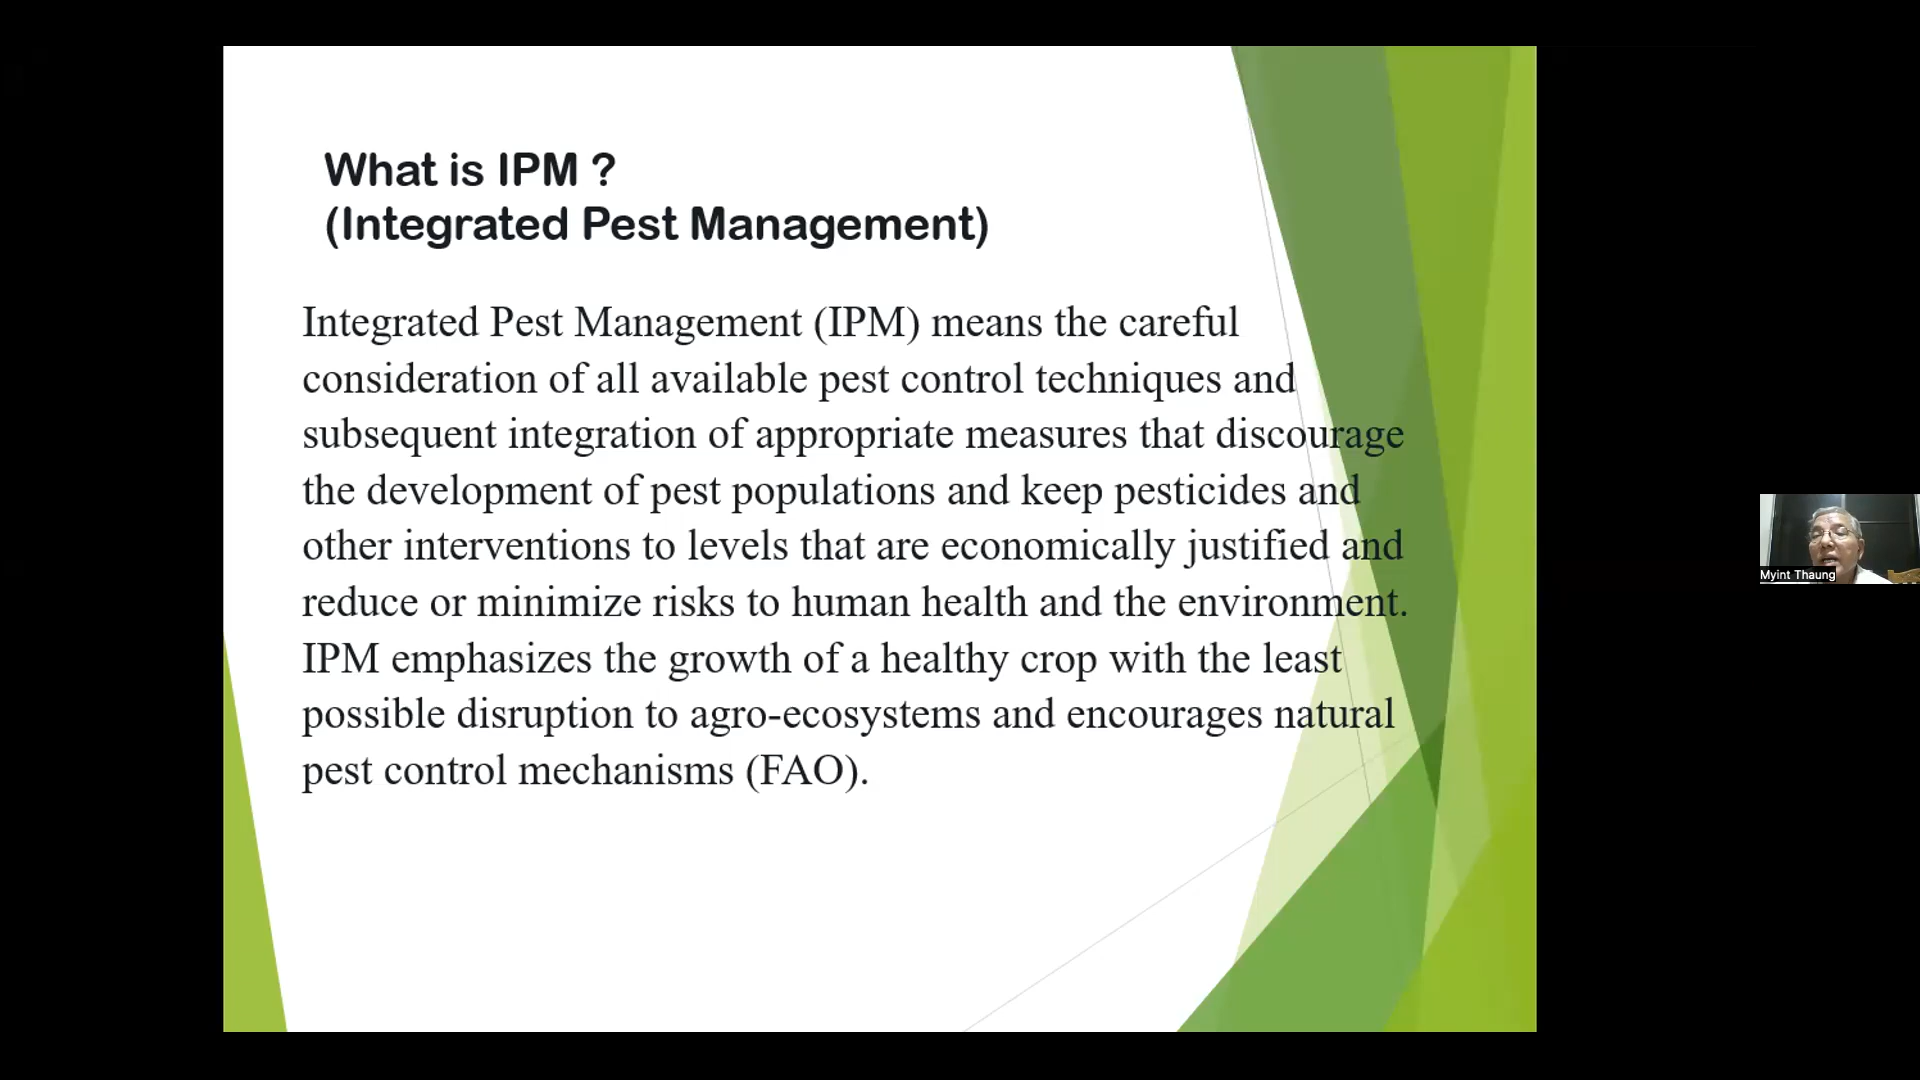 What is IPM ?
(Integrated Pest Management)
Integrated Pest Management (IPM) means the careful
consideration of all available pest control techniques and
subsequent integration of appropriate measures that discourage
the development of pest populations and keep pesticides and
other interventions to levels that are economically justified and
reduce or minimize risks to human health and the environment.
IPM emphasizes the growth of a healthy crop with the least
possible disruption to agro-ecosystems and encourages natural
pest control mechanisms (FAO).
Myint Thaung